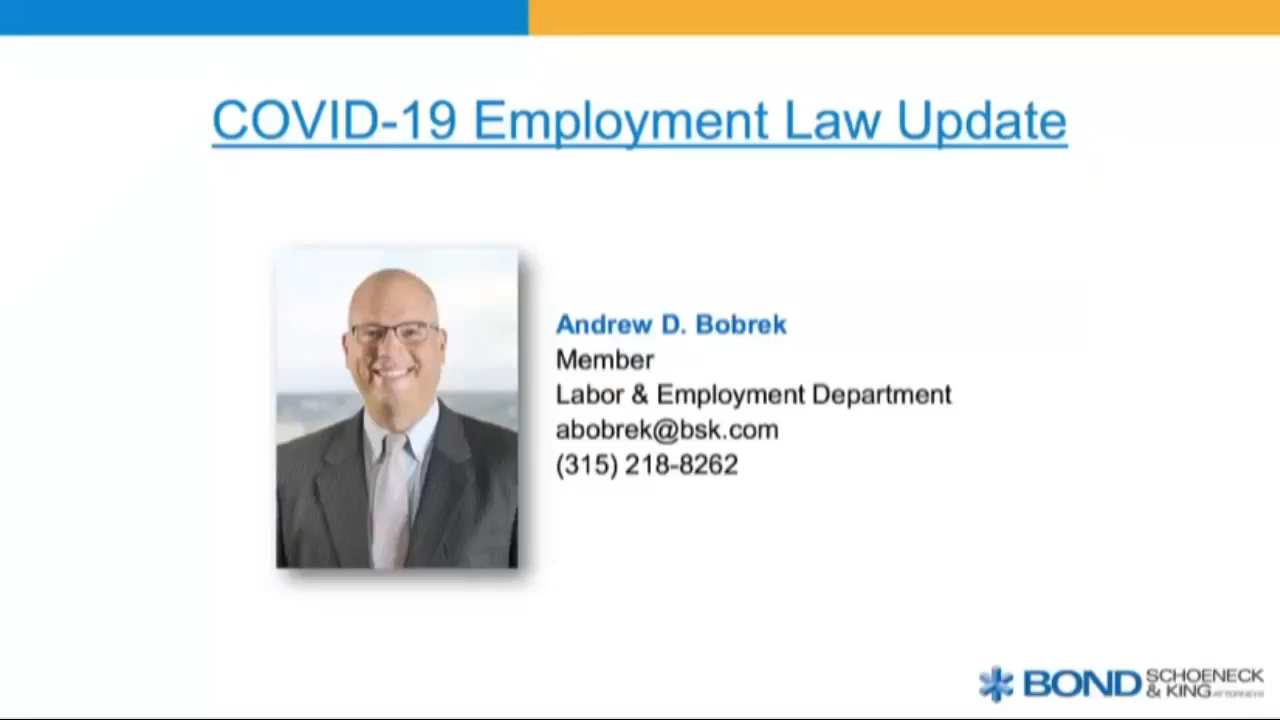 COVID-19 Employment Law Update
Andrew D. Bobrek
Member
Labor & Employment Department
abobrek@bsk.com
(315) 218-8262
BOND SCHOENECK
& KING ATTORNEYS